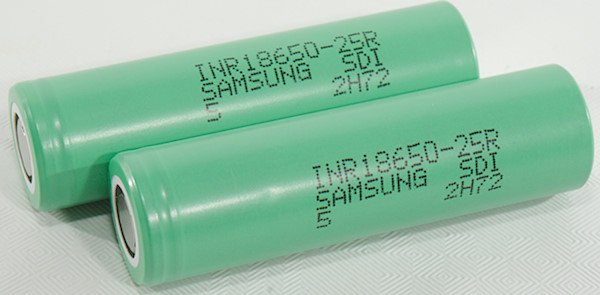 INR18650-25R
SAMSUNG SDI
5 2H72
INR18650-25R
SAMSUNG SDI
5 2H72